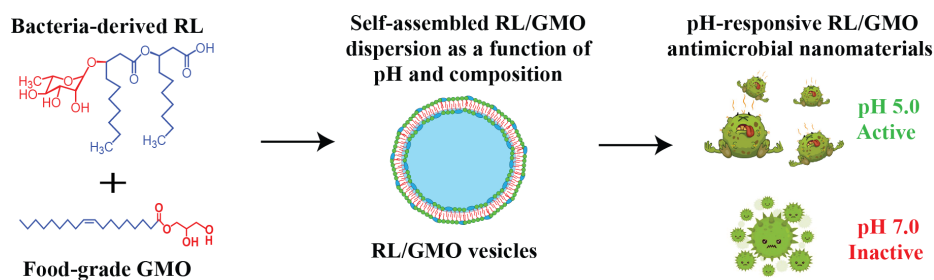 Bacteria-derived RL
H₃C
HO
HO
OH
O
O
O
O
O
OH
H₃C
H₃C
+
O
O
OH
O
H
Food-grade GMO
Self-assembled RL/GMO
dispersion as a function of
pH and composition
RL/GMO vesicles
pH-responsive RL/GMO
antimicrobial nanomaterials
pH 5.0
Active
pH 7.0
Inactive